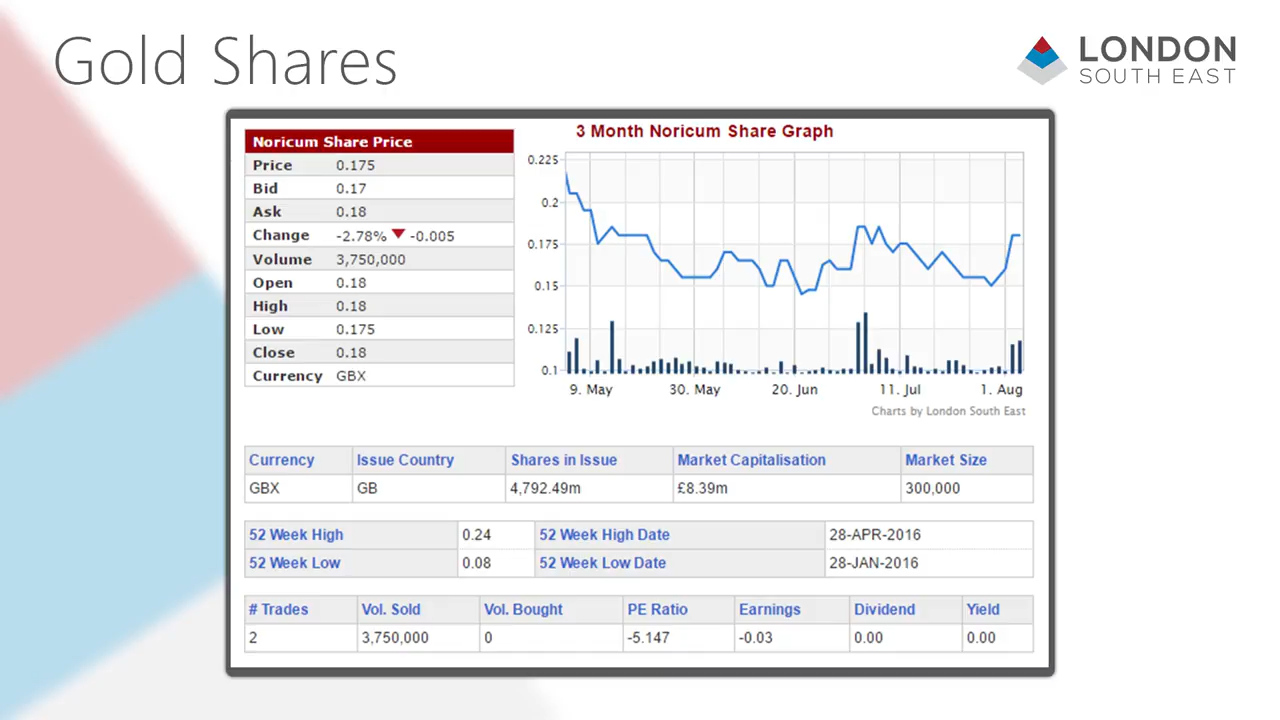 Gold Shares
LONDON
SOUTH EAST
Noricum Share Price
Price 0.175
Bid 0.17
Ask 0.18
Change -2.78% -0.005
Volume 3,750,000
Open 0.18
High 0.18
Low 0.175
Close 0.18
Currency GBX
3 Month Noricum Share Graph
0.225
0.2
0.175
0.15
0.125
0.1
9. May 30. May 20. Jun 11. Jul 1. Aug
Charts by London South East
Currency Issue Country Shares in Issue Market Capitalisation Market Size
GBX GB 4,792.49m £8.39m 300,000
52 Week High 0.24 52 Week High Date 28-APR-2016
52 Week Low 0.08 52 Week Low Date 28-JAN-2016
# Trades Vol. Sold Vol. Bought PE Ratio Earnings Dividend Yield
2 3,750,000 0 -5.147 -0.03 0.00 0.00